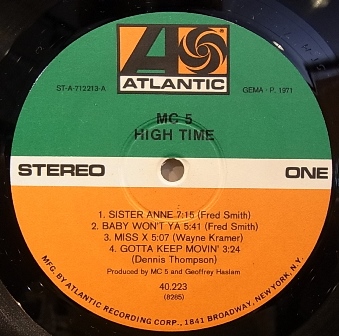 ATLANTIC
ST-A-712213-A
GEMA · P. 1971
MC 5
HIGH TIME
STEREO ONE
1. SISTER ANNE 7:15 (Fred Smith)
2. BABY WON'T YA 5:41 (Fred Smith)
3. MISS X 5:07 (Wayne Kramer)
4. GOTTA KEEP MOVIN' 3:24
(Dennis Thompson)
Produced by MC 5 and Geoffrey Haslam
40.223
(8285)
MFG. BY ATLANTIC RECORDING CORP., 1841 BROADWAY, NEW YORK, N.Y.